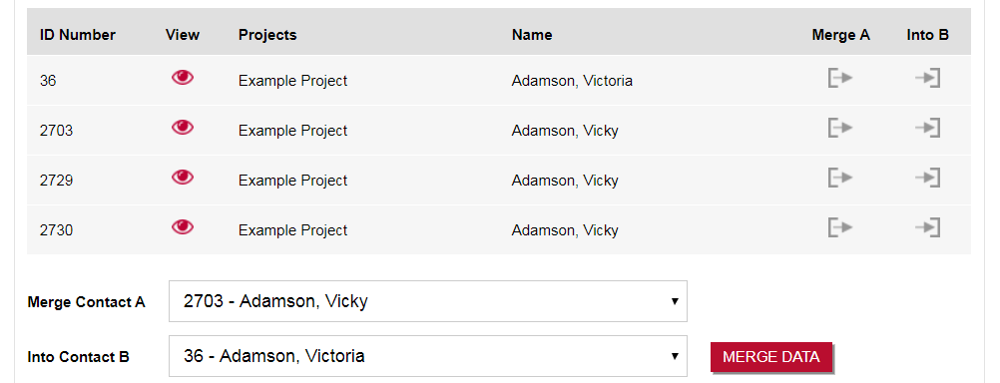 ID Number View Projects Name Merge A Into B
36 Example Project Adamson, Victoria
2703 Example Project Adamson, Vicky
2729 Example Project Adamson, Vicky
2730 Example Project Adamson, Vicky
Merge Contact A 2703 - Adamson, Vicky
Into Contact B 36 - Adamson, Victoria MERGE DATA